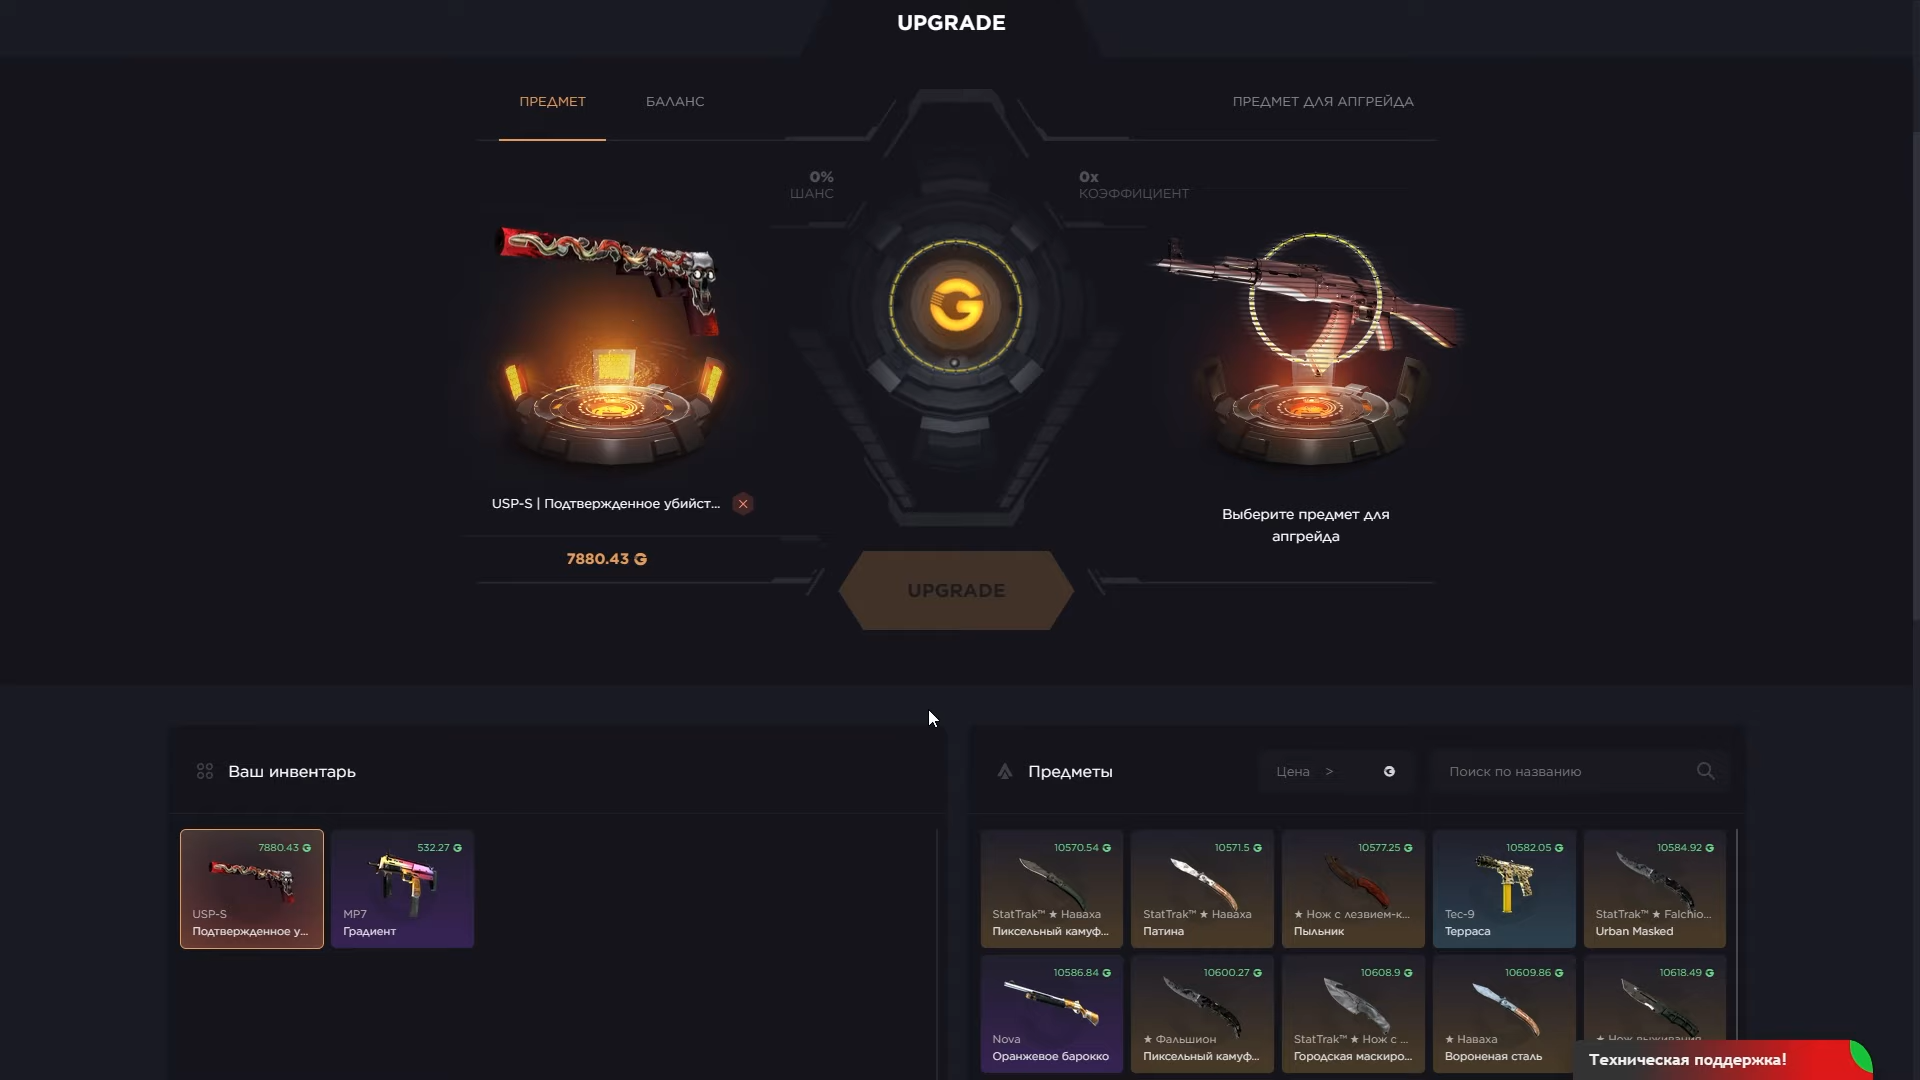 UPGRADE
ПРЕДМЕТ
БАЛАНС
ПРЕДМЕТ ДЛЯ АПГРЕЙДА
0%
ШАНС
0x
КОЭФФИЦИЕНТ
USP-S | Подтвержденное убийст...
7880.43 G
Выберите предмет для
апгрейда
UPGRADE
Ваш инвентарь
7880.43 G
USP-S
Подтвержденное у...
532.27 G
MP7
Градиент
Предметы
Цена >
Поиск по названию
10570.54 G
StatTrak™ ★ Наваха
Пиксельный камуф...
10571.5 G
StatTrak™ ★ Наваха
Патина
10577.25 G
★ Нож с лезвием-к...
Пыльник
10582.05 G
Tec-9
Терраса
10584.92 G
StatTrak™ ★ Falchio...
Urban Masked
10586.84 G
Nova
Оранжевое барокко
10600.27 G
★ Фальшион
Пиксельный камуф...
10608.9 G
StatTrak™ ★ Нож с ...
Городская маскиро...
10609.86 G
★ Наваха
Вороненая сталь
10618.49 G
★ Нож выживания
Техническая поддержка!